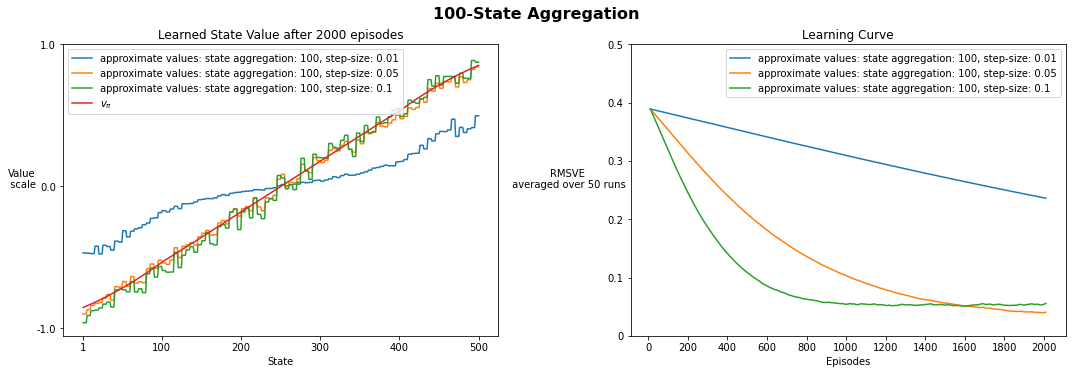 100-State Aggregation
Learned State Value after 2000 episodes
1.0
0.0
-1.0
Value
scale
approximate values: state aggregation: 100, step-size: 0.01
approximate values: state aggregation: 100, step-size: 0.05
approximate values: state aggregation: 100, step-size: 0.1
vπ
1 100 200 300 400 500
State
Learning Curve
0.5
0.4
0.3
0.2
0.1
0
RMSVE
averaged over 50 runs
approximate values: state aggregation: 100, step-size: 0.01
approximate values: state aggregation: 100, step-size: 0.05
approximate values: state aggregation: 100, step-size: 0.1
0 200 400 600 800 1000 1200 1400 1600 1800 2000
Episodes